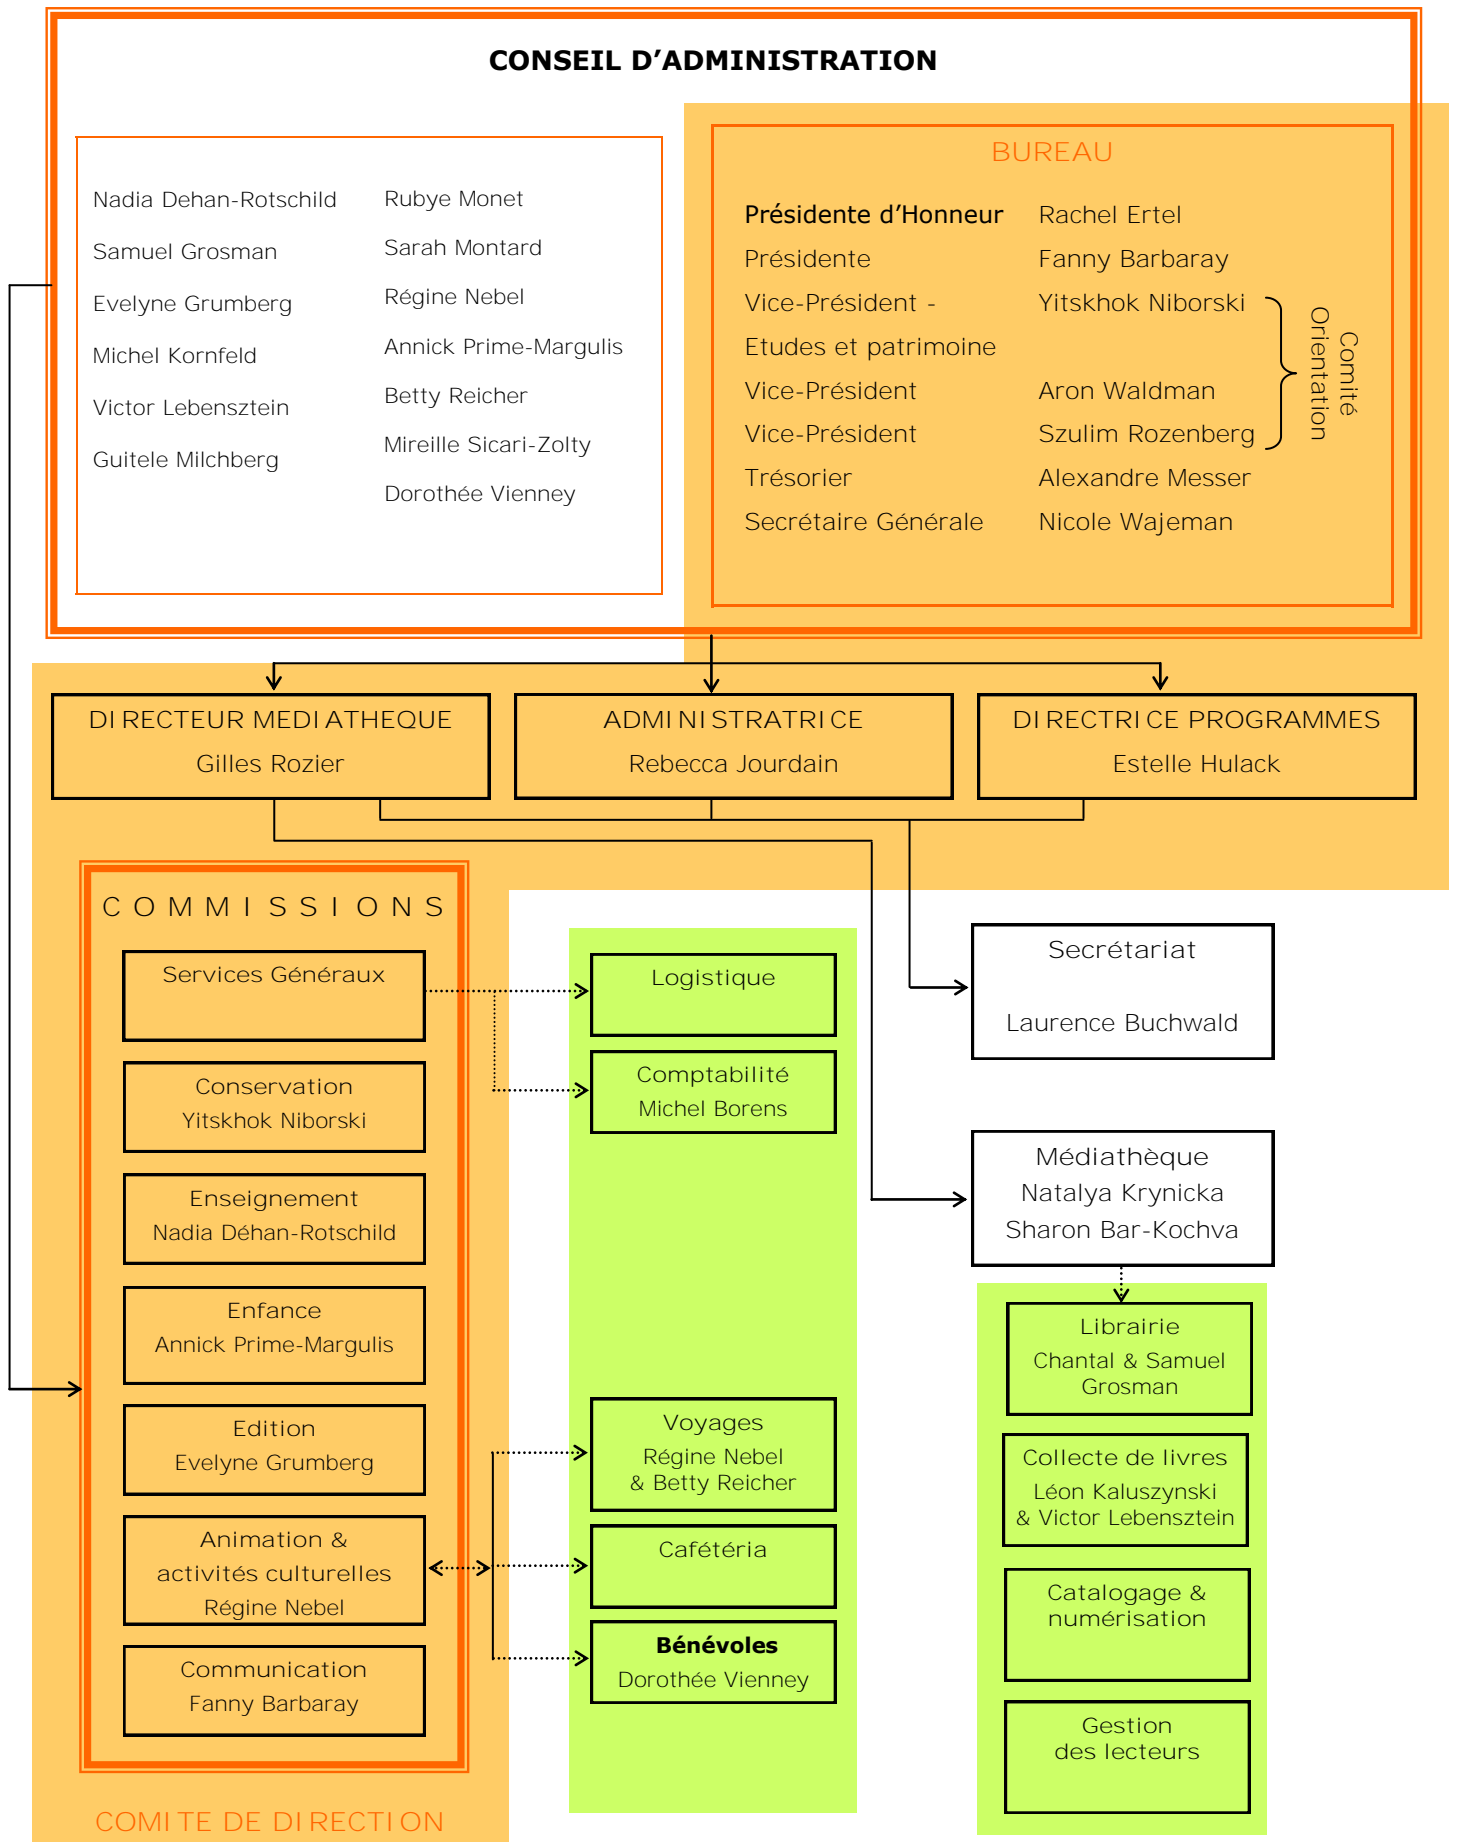 CONSEIL D’ADMINISTRATION
Nadia Dehan-Rotschild
Samuel Grosman
Evelyne Grumberg
Michel Kornfeld
Victor Lebensztein
Guitele Milchberg
Rubye Monet
Sarah Montard
Régine Nebel
Annick Prime-Margulis
Betty Reicher
Mireille Sicari-Zolty
Dorothée Vienney
BUREAU
Présidente d’Honneur Rachel Ertel
Présidente Fanny Barbaray
Vice-Président - Yitskhok Niborski
Etudes et patrimoine
Vice-Président Aron Waldman
Vice-Président Szulim Rozenberg
Trésorier Alexandre Messer
Secrétaire Générale Nicole Wajeman
Comité
Orientation
DIRECTEUR MEDIATHEQUE
Gilles Rozier
ADMINISTRATRICE
Rebecca Jourdain
DIRECTRICE PROGRAMMES
Estelle Hulack
COMMISSIONS
Services Généraux
Conservation
Yitskhok Niborski
Enseignement
Nadia Déhan-Rotschild
Enfance
Annick Prime-Margulis
Edition
Evelyne Grumberg
Animation &
activités culturelles
Régine Nebel
Communication
Fanny Barbaray
COMITE DE DIRECTION
Logistique
Comptabilité
Michel Borens
Voyages
Régine Nebel
& Betty Reicher
Cafétéria
Bénévoles
Dorothée Vienney
Secrétariat
Laurence Buchwald
Médiathèque
Natalya Krynicka
Sharon Bar-Kochva
Librairie
Chantal & Samuel
Grosman
Collecte de livres
Léon Kaluszynski
& Victor Lebensztein
Catalogage &
numérisation
Gestion
des lecteurs